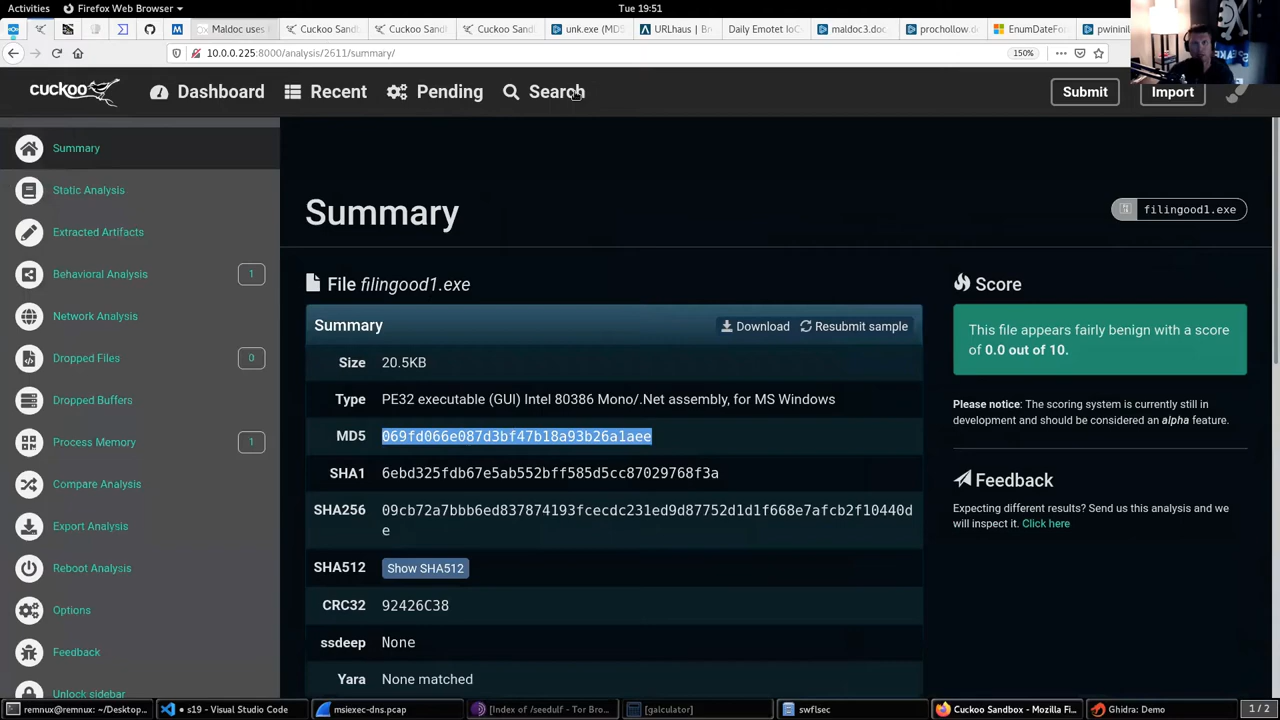 Activities
Firefox Web Browser
Tue 19:51
Maldoc uses
Cuckoo Sandb
Cuckoo Sandb
Cuckoo Sandb
unk.exe (MD5
URLhaus | Br
Daily Emotet IoC
maldoc3.doc
prochollow.de
EnumDateFor
pwininil
10.0.0.225:8000/analysis/2611/summary/
150%
cuckoo
Dashboard
Recent
Pending
Search
Submit
Import
Summary
Static Analysis
Extracted Artifacts
Behavioral Analysis
1
Network Analysis
Dropped Files
0
Dropped Buffers
Process Memory
1
Compare Analysis
Export Analysis
Reboot Analysis
Options
Feedback
Unlock sidebar
Summary
filingood1.exe
File filingood1.exe
Summary
Download
Resubmit sample
Size 20.5KB
Type PE32 executable (GUI) Intel 80386 Mono/.Net assembly, for MS Windows
MD5 069fd066e087d3bf47b18a93b26a1aee
SHA1 6ebd325fdb67e5ab552bff585d5cc87029768f3a
SHA256 09cb72a7bbb6ed837874193fcecdc231ed9d87752d1d1f668e7afcb2f10440d
e
SHA512 Show SHA512
CRC32 92426C38
ssdeep None
Yara None matched
Score
This file appears fairly benign with a score
of 0.0 out of 10.
Please notice: The scoring system is currently still in
development and should be considered an alpha feature.
Feedback
Expecting different results? Send us this analysis and we
will inspect it. Click here
remnux@remnux: ~/Desktop...
s19 - Visual Studio Code
msiexec-dns.pcap
[Index of /seedulf - Tor Bro...
[galculator]
swflsec
Cuckoo Sandbox - Mozilla Fi...
Ghidra: Demo
1 / 2